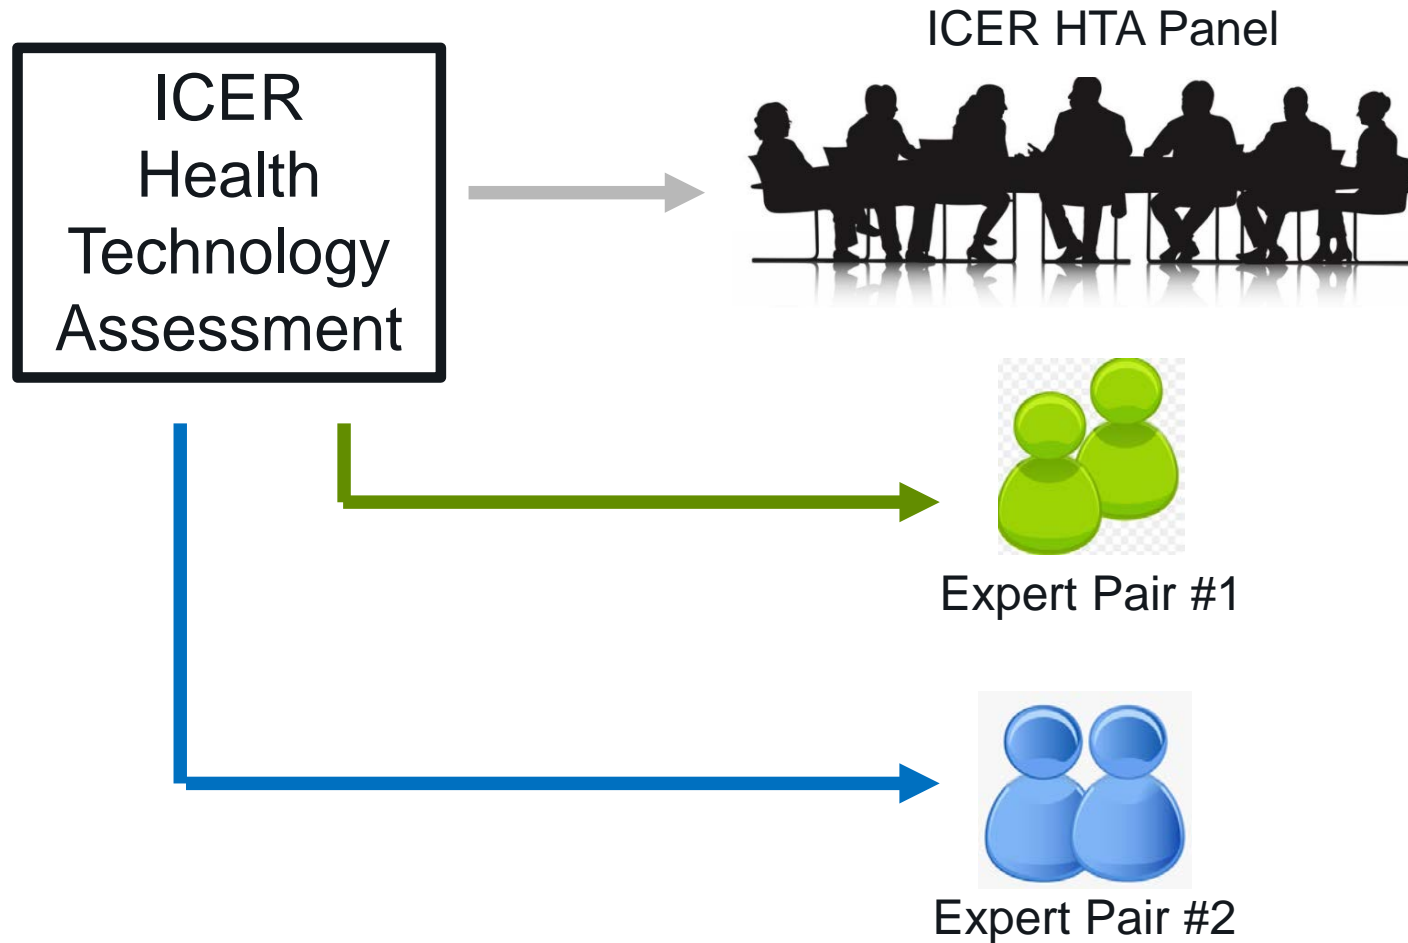 ICER HTA Panel
ICER
Health
Technology
Assessment
Expert Pair #1
Expert Pair #2